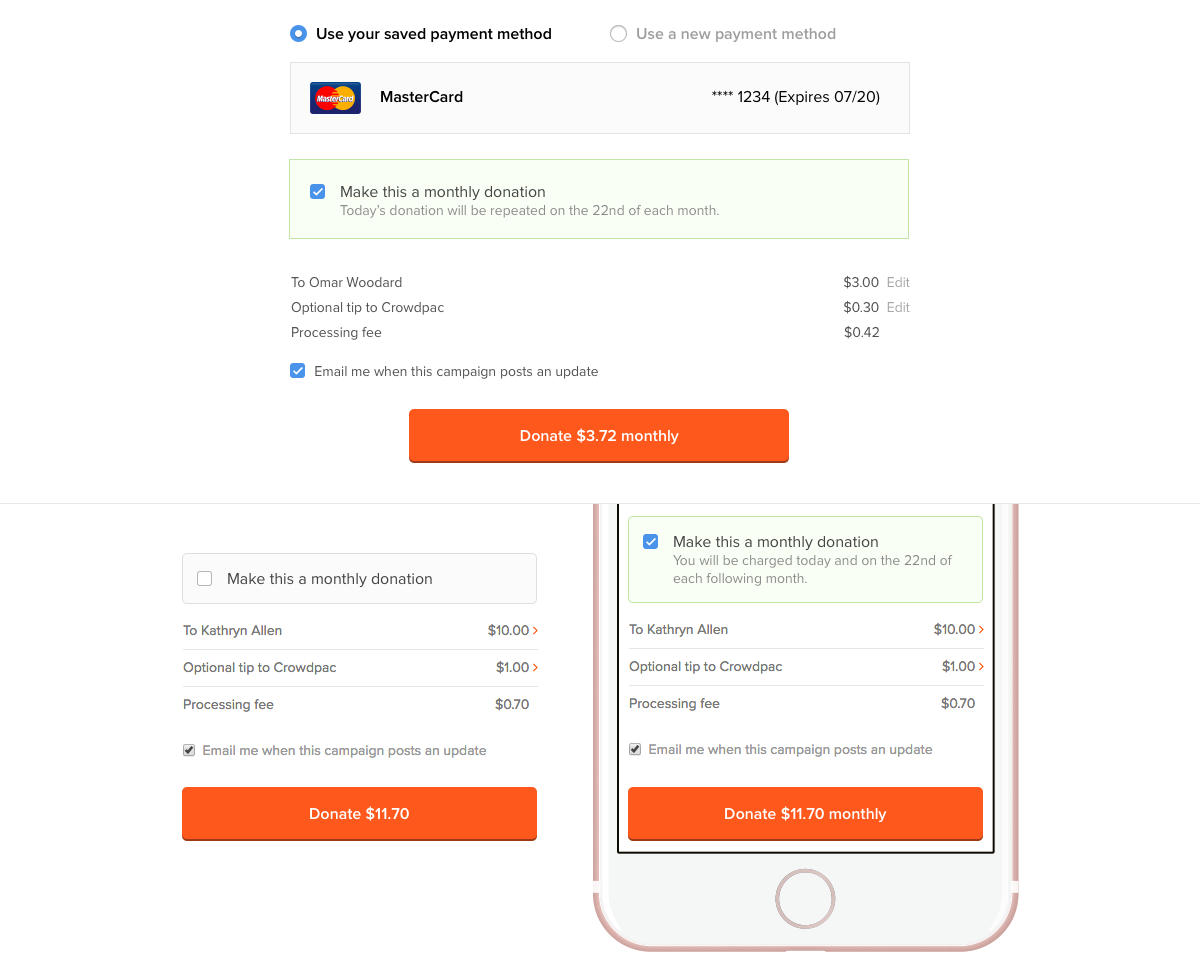 Use your saved payment method Use a new payment method
MasterCard MasterCard **** 1234 (Expires 07/20)
Make this a monthly donation
Today's donation will be repeated on the 22nd of each month.
To Omar Woodard $3.00 Edit
Optional tip to Crowdpac $0.30 Edit
Processing fee $0.42
Email me when this campaign posts an update
Donate $3.72 monthly
Make this a monthly donation
To Kathryn Allen $10.00
Optional tip to Crowdpac $1.00
Processing fee $0.70
Email me when this campaign posts an update
Donate $11.70
Make this a monthly donation
You will be charged today and on the 22nd of
each following month.
To Kathryn Allen $10.00
Optional tip to Crowdpac $1.00
Processing fee $0.70
Email me when this campaign posts an update
Donate $11.70 monthly